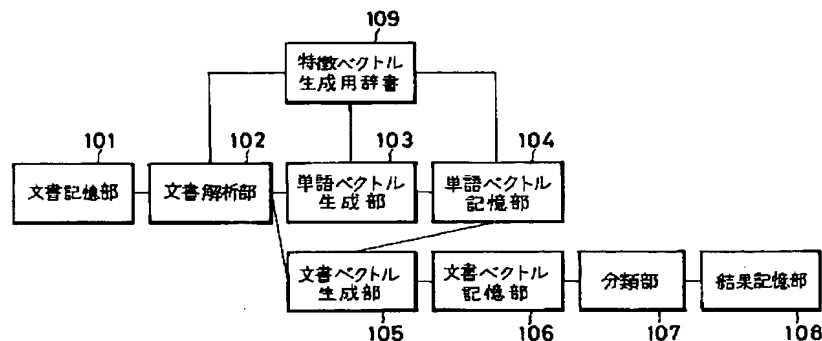 109
特徴ベクトル
生成用辞書
101
102
103
104
文書記憶部
文書解析部
単語ベクトル
生成部
単語ベクトル
記憶部
文書ベクトル
生成部
文書ベクトル
記憶部
分類部
結果記憶部
105
106
107
108